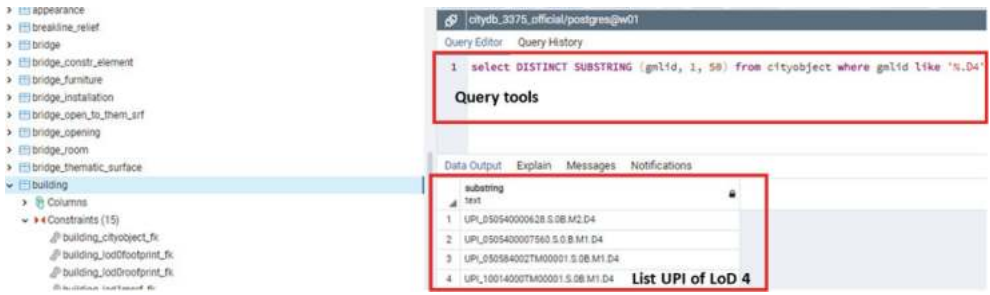 appearance
breakline_relief
bridge
bridge_constr_element
bridge_furniture
bridge_installation
bridge_open_to_them_srf
bridge_opening
bridge_room
bridge_thematic_surface
building
Columns
Constraints (15)
building_cityobject_fk
building_lod0footprint_fk
building_lod0roofprint_fk
citydb_3375_official/postgres@w01
Query Editor Query History
1 select DISTINCT SUBSTRING (gmlid, 1, 50) from cityobject where gmlid like '%.D4'
Query tools
Data Output Explain Messages Notifications
substring
text
1 UPI_050540000628.S.0B.M2.D4
2 UPI_0505400007560.S.0.B.M1.D4
3 UPI_050584002TM00001.S.0B.M1.D4
4 UPI_10014000TM00001.S.0B.M1.D4
List UPI of LoD 4